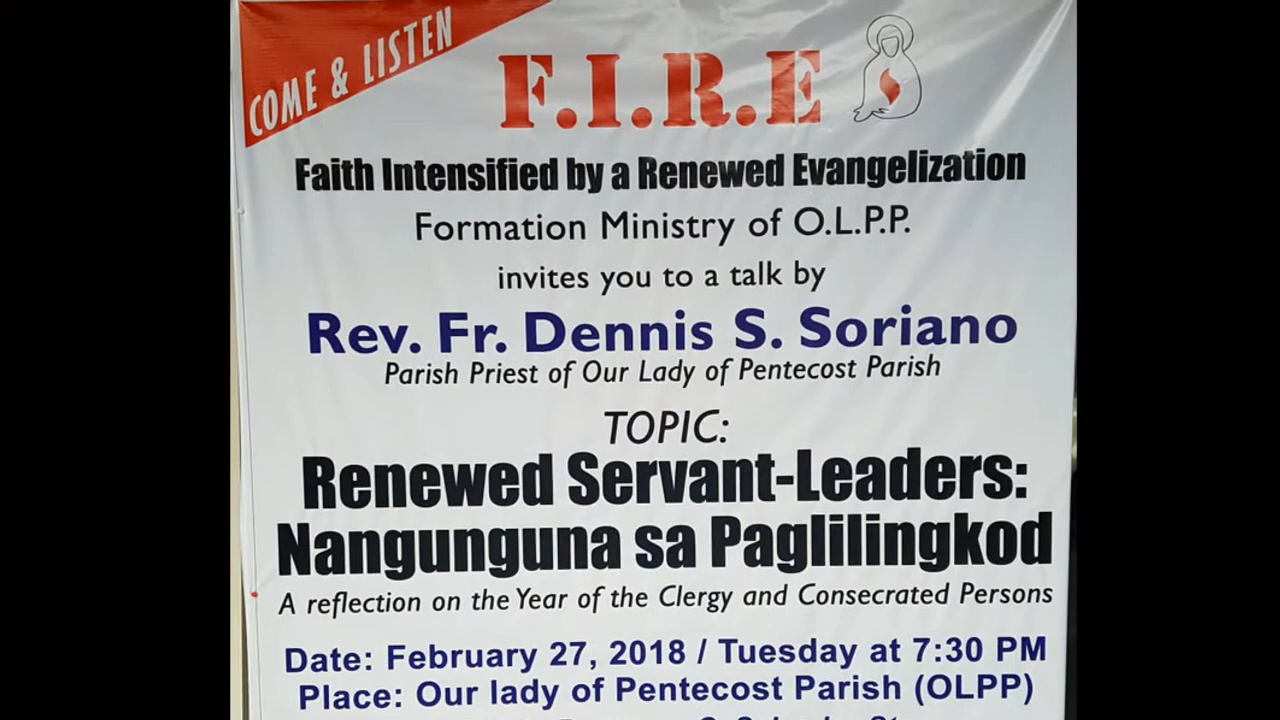 COME & LISTEN
F.I.R.E
Faith Intensified by a Renewed Evangelization
Formation Ministry of O.L.P.P.
invites you to a talk by
Rev. Fr. Dennis S. Soriano
Parish Priest of Our Lady of Pentecost Parish
TOPIC:
Renewed Servant-Leaders:
Nangunguna sa Paglilingkod
A reflection on the Year of the Clergy and Consecrated Persons
Date: February 27, 2018 / Tuesday at 7:30 PM
Place: Our lady of Pentecost Parish (OLPP)